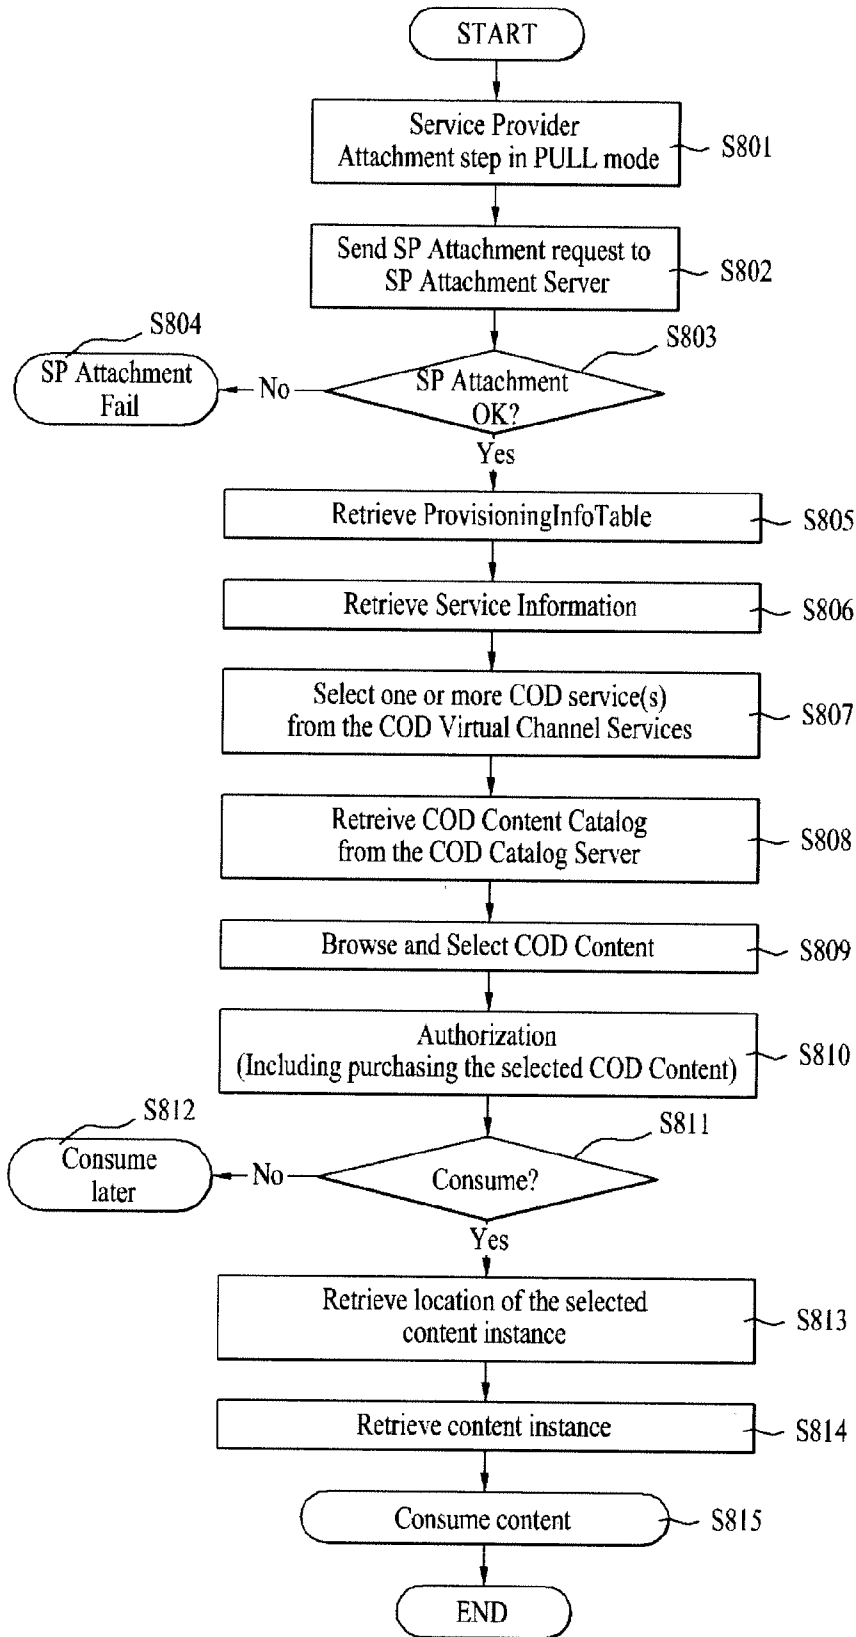 START
Service Provider
Attachment step in PULL mode
S801
Send SP Attachment request to
SP Attachment Server
S802
S804
S803
SP Attachment
Fail
No
SP Attachment
OK?
Yes
Retrieve ProvisioningInfoTable
S805
Retrieve Service Information
S806
Select one or more COD service(s)
from the COD Virtual Channel Services
S807
Retreive COD Content Catalog
from the COD Catalog Server
S808
Browse and Select COD Content
S809
Authorization
(Including purchasing the selected COD Content)
S810
S812
S811
Consume
later
No
Consume?
Yes
Retrieve location of the selected
content instance
S813
Retrieve content instance
S814
Consume content
S815
END